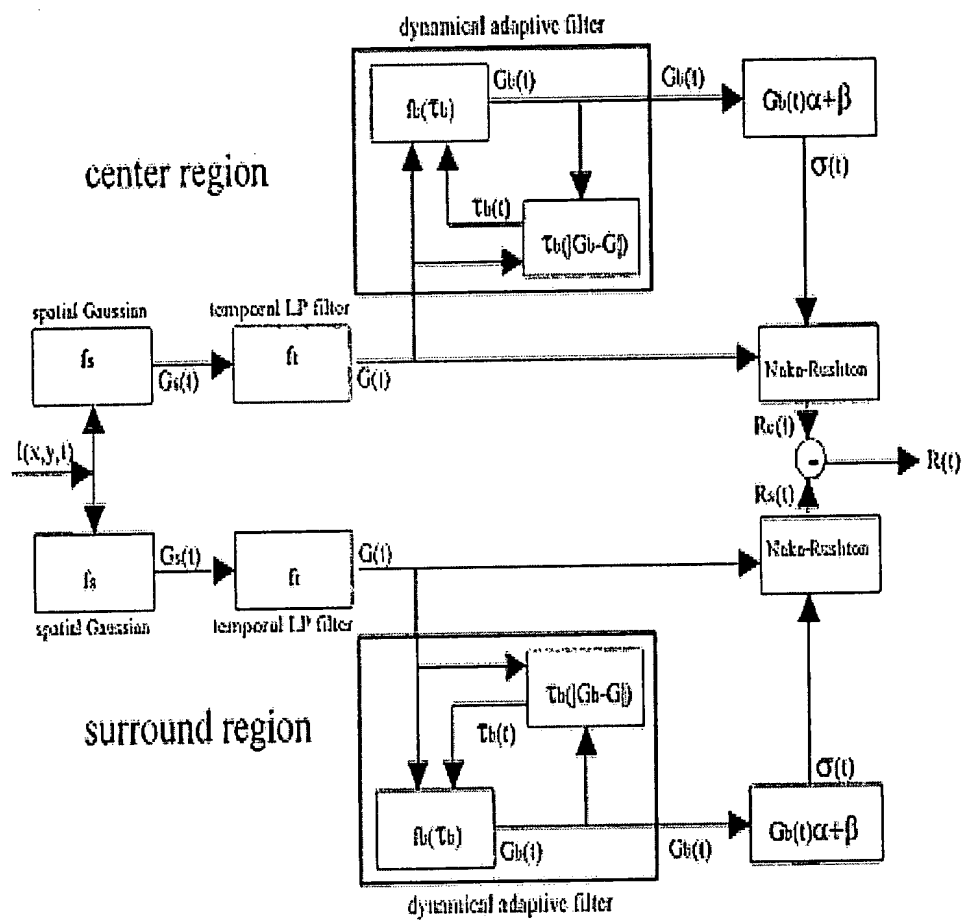 dynamical adaptive filter
Gb(t)
Gb(t)
fb(τb)
Gb(t)α+β
center region
σ(t)
τb(t)
τb(|Gb-G|)
spatial Gaussian
temporal LP filter
fs
Gs(t)
ft
G(t)
Naka-Rushton
Rc(t)
I(x,y,t)
-
R(t)
Rs(t)
Gs(t)
G(t)
Naka-Rushton
fs
ft
spatial Gaussian
temporal LP filter
τb(|Gb-G|)
surround region
τb(t)
σ(t)
fb(τb)
Gb(t)α+β
Gb(t)
Gb(t)
dynamical adaptive filter